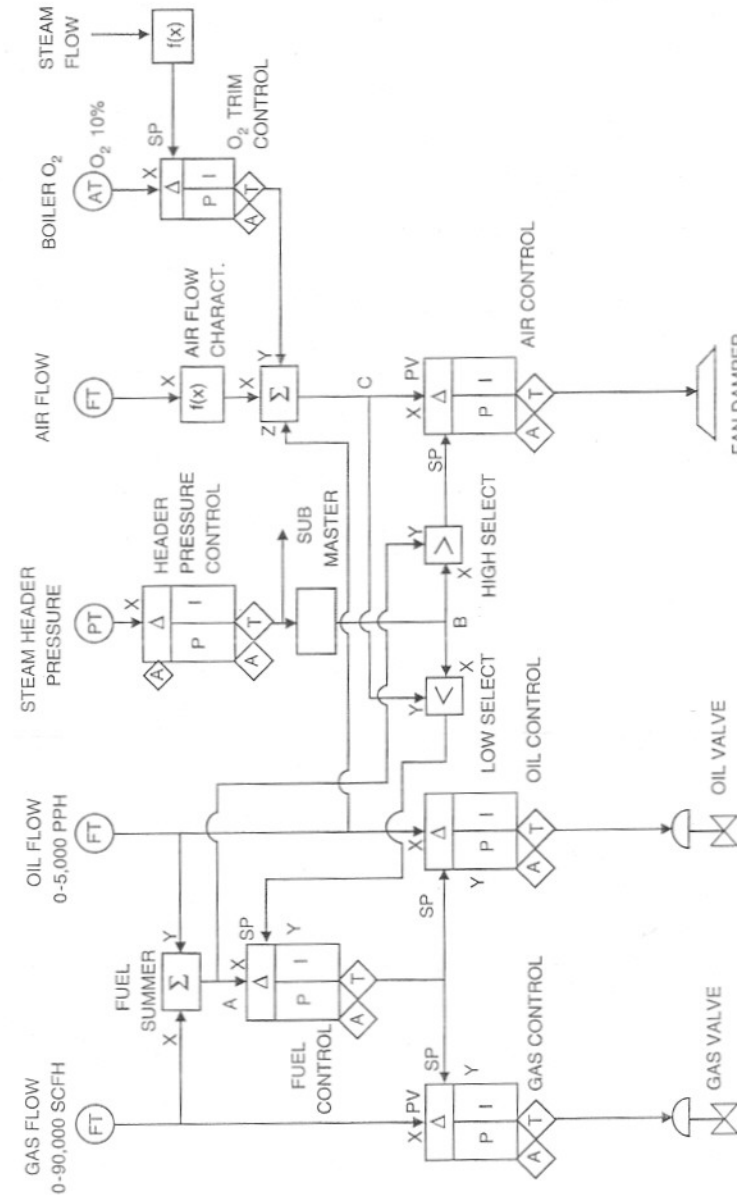 GAS FLOW
0-90,000 SCFH
OIL FLOW
0-5,000 PPH
STEAM HEADER
PRESSURE
AIR FLOW
BOILER O₂
STEAM
FLOW
FT
FT
PT
FT
AT
O₂ 10%
f(x)
FUEL
SUMMER
X
Y
Σ
A
X
SP
Δ
P
I
Y
A
T
FUEL
CONTROL
HEADER
PRESSURE
CONTROL
X
A
Δ
P
I
A
T
SUB
MASTER
X
f(x)
AIR FLOW
CHARACT.
X
Z
Σ
Y
X
SP
Δ
P
I
A
T
O₂ TRIM
CONTROL
C
B
Y
<
X
LOW SELECT
Y
>
X
HIGH SELECT
X
PV
SP
Δ
P
I
Y
A
T
GAS CONTROL
X
SP
Δ
P
I
Y
A
T
OIL CONTROL
X
PV
SP
Δ
P
I
A
T
AIR CONTROL
GAS VALVE
OIL VALVE
FAN DAMPER